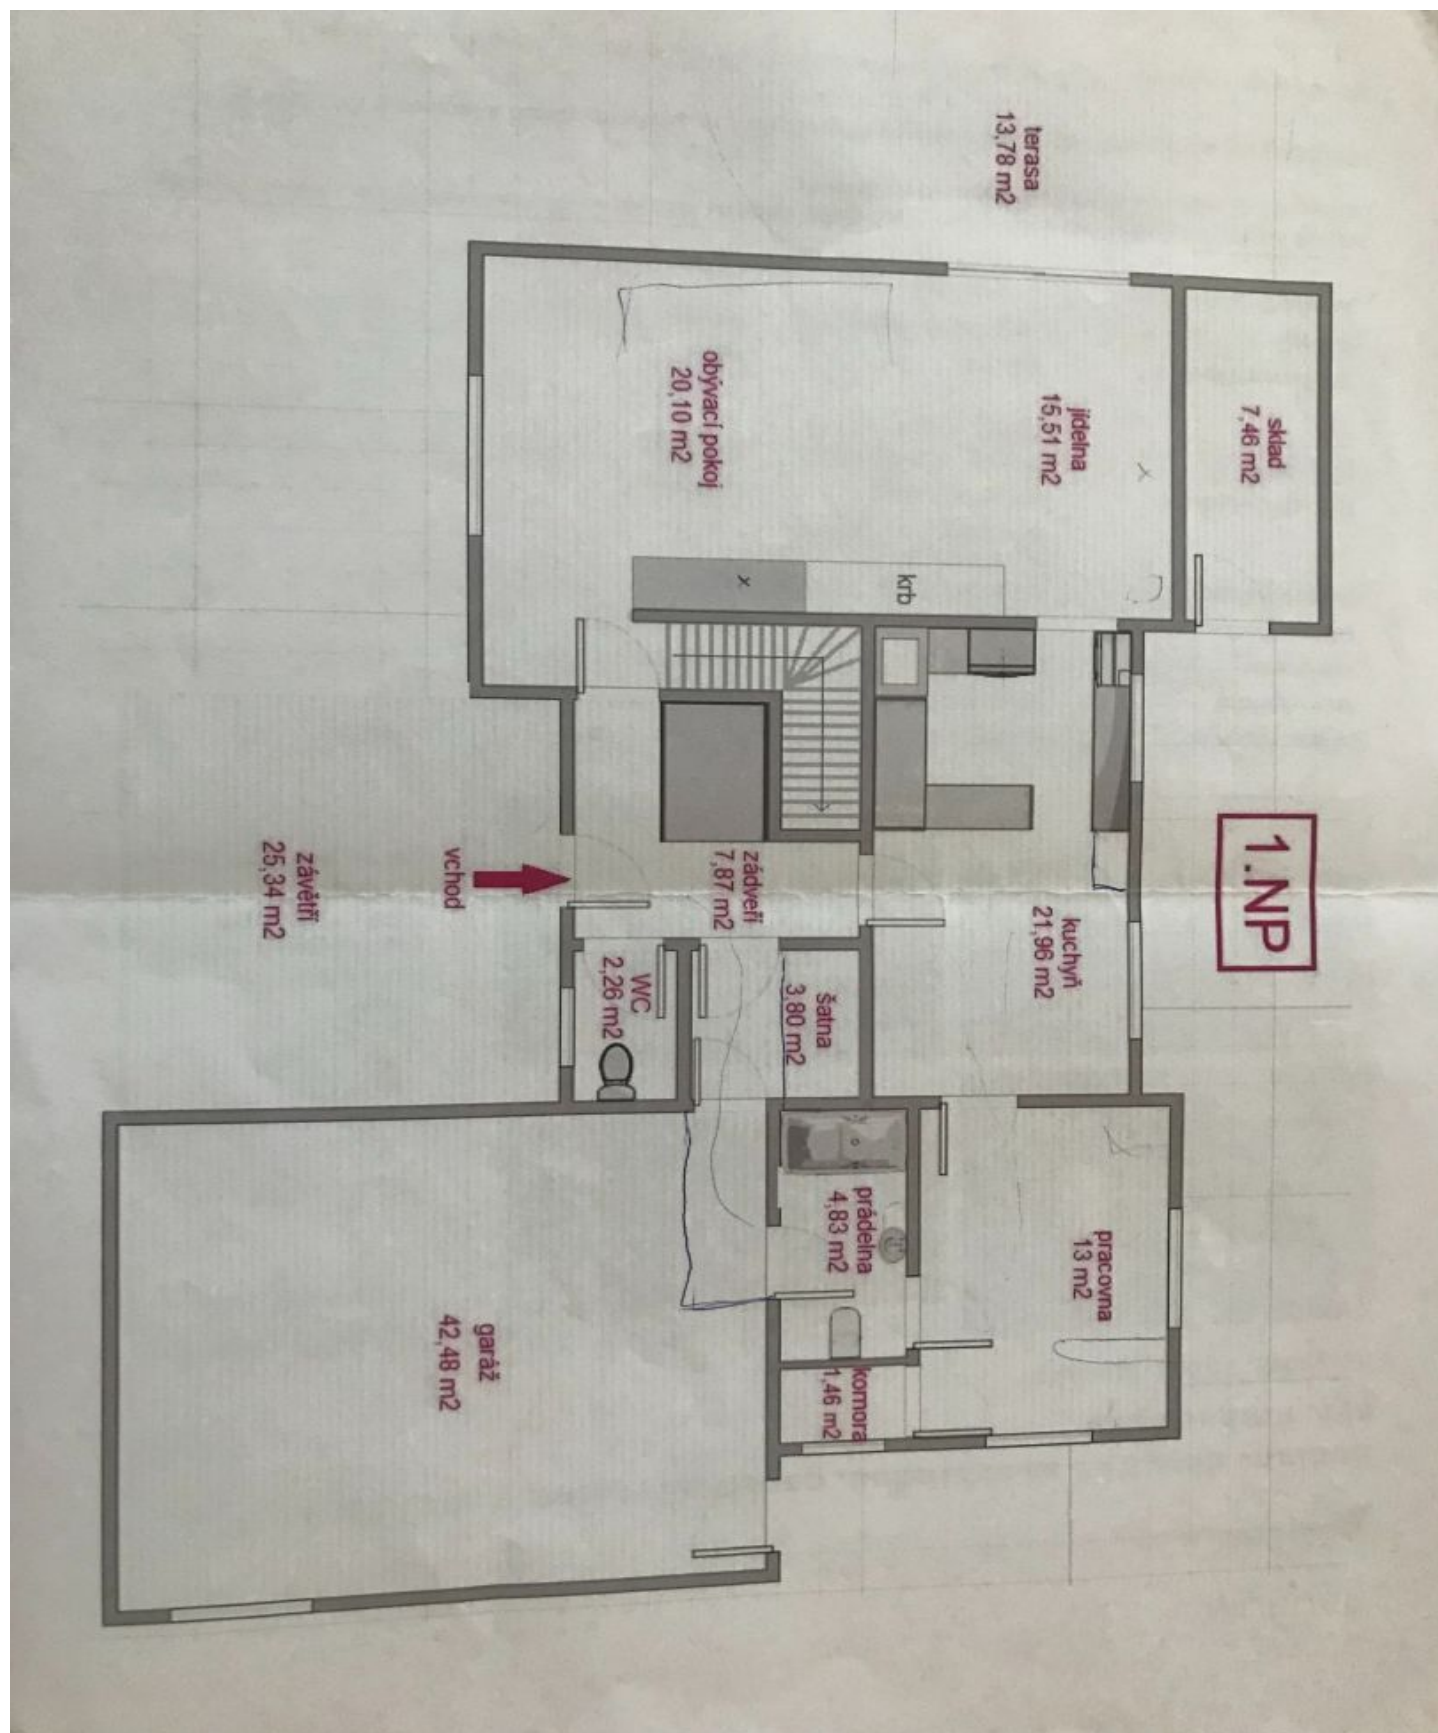 sklad
7,46 m2
1.NP
x
terasa
13,78 m2
jídelna
15,51 m2
kuchyň
21,96 m2
pracovna
13 m2
krb
x
obývací pokoj
20,10 m2
zádveří
7,87 m2
šatna
3,80 m2
prádelna
4,83 m2
komora
1,46 m2
WC
2,26 m2
vchod
garáž
42,48 m2
závětří
25,34 m2